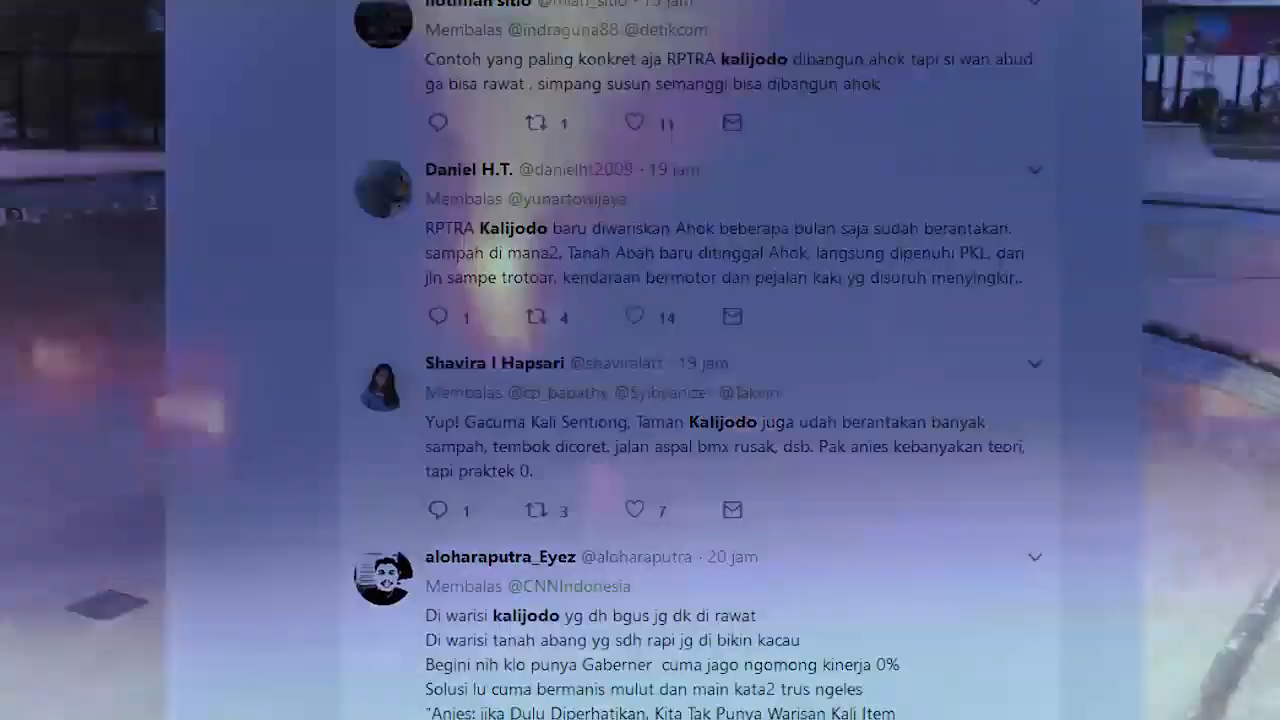 hotman sitio @mian_sitio · 15 jam
Membalas @indraguna88 @detikcom
Contoh yang paling konkret aja RPTRA kalijodo dibangun ahok tapi si wan abud
ga bisa rawat , simpang susun semanggi bisa dibangun ahok
1 11
Daniel H.T. @danielht2009 · 19 jam
Membalas @yunartowijaya
RPTRA Kalijodo baru diwariskan Ahok beberapa bulan saja sudah berantakan,
sampah di mana2, Tanah Abah baru ditinggal Ahok, langsung dipenuhi PKL, dari
jln sampe trotoar, kendaraan bermotor dan pejalan kaki yg disuruh menyingkir..
1 4 14
Shavira I Hapsari @shaviralatt · 19 jam
Membalas
Yup! Gacuma Kali Sentiong, Taman Kalijodo juga udah berantakan banyak
sampah, tembok dicoret, jalan aspal bmx rusak, dsb. Pak anies kebanyakan teori,
tapi praktek 0.
1 3 7
aloharaputra_Eyez @aloharaputra · 20 jam
Membalas @CNNIndonesia
Di warisi kalijodo yg dh bgus jg dk di rawat
Di warisi tanah abang yg sdh rapi jg di bikin kacau
Begini nih klo punya Gaberner cuma jago ngomong kinerja 0%
Solusi lu cuma bermanis mulut dan main kata2 trus ngeles
"Anies: jika Dulu Diperhatikan, Kita Tak Punya Warisan Kali Item